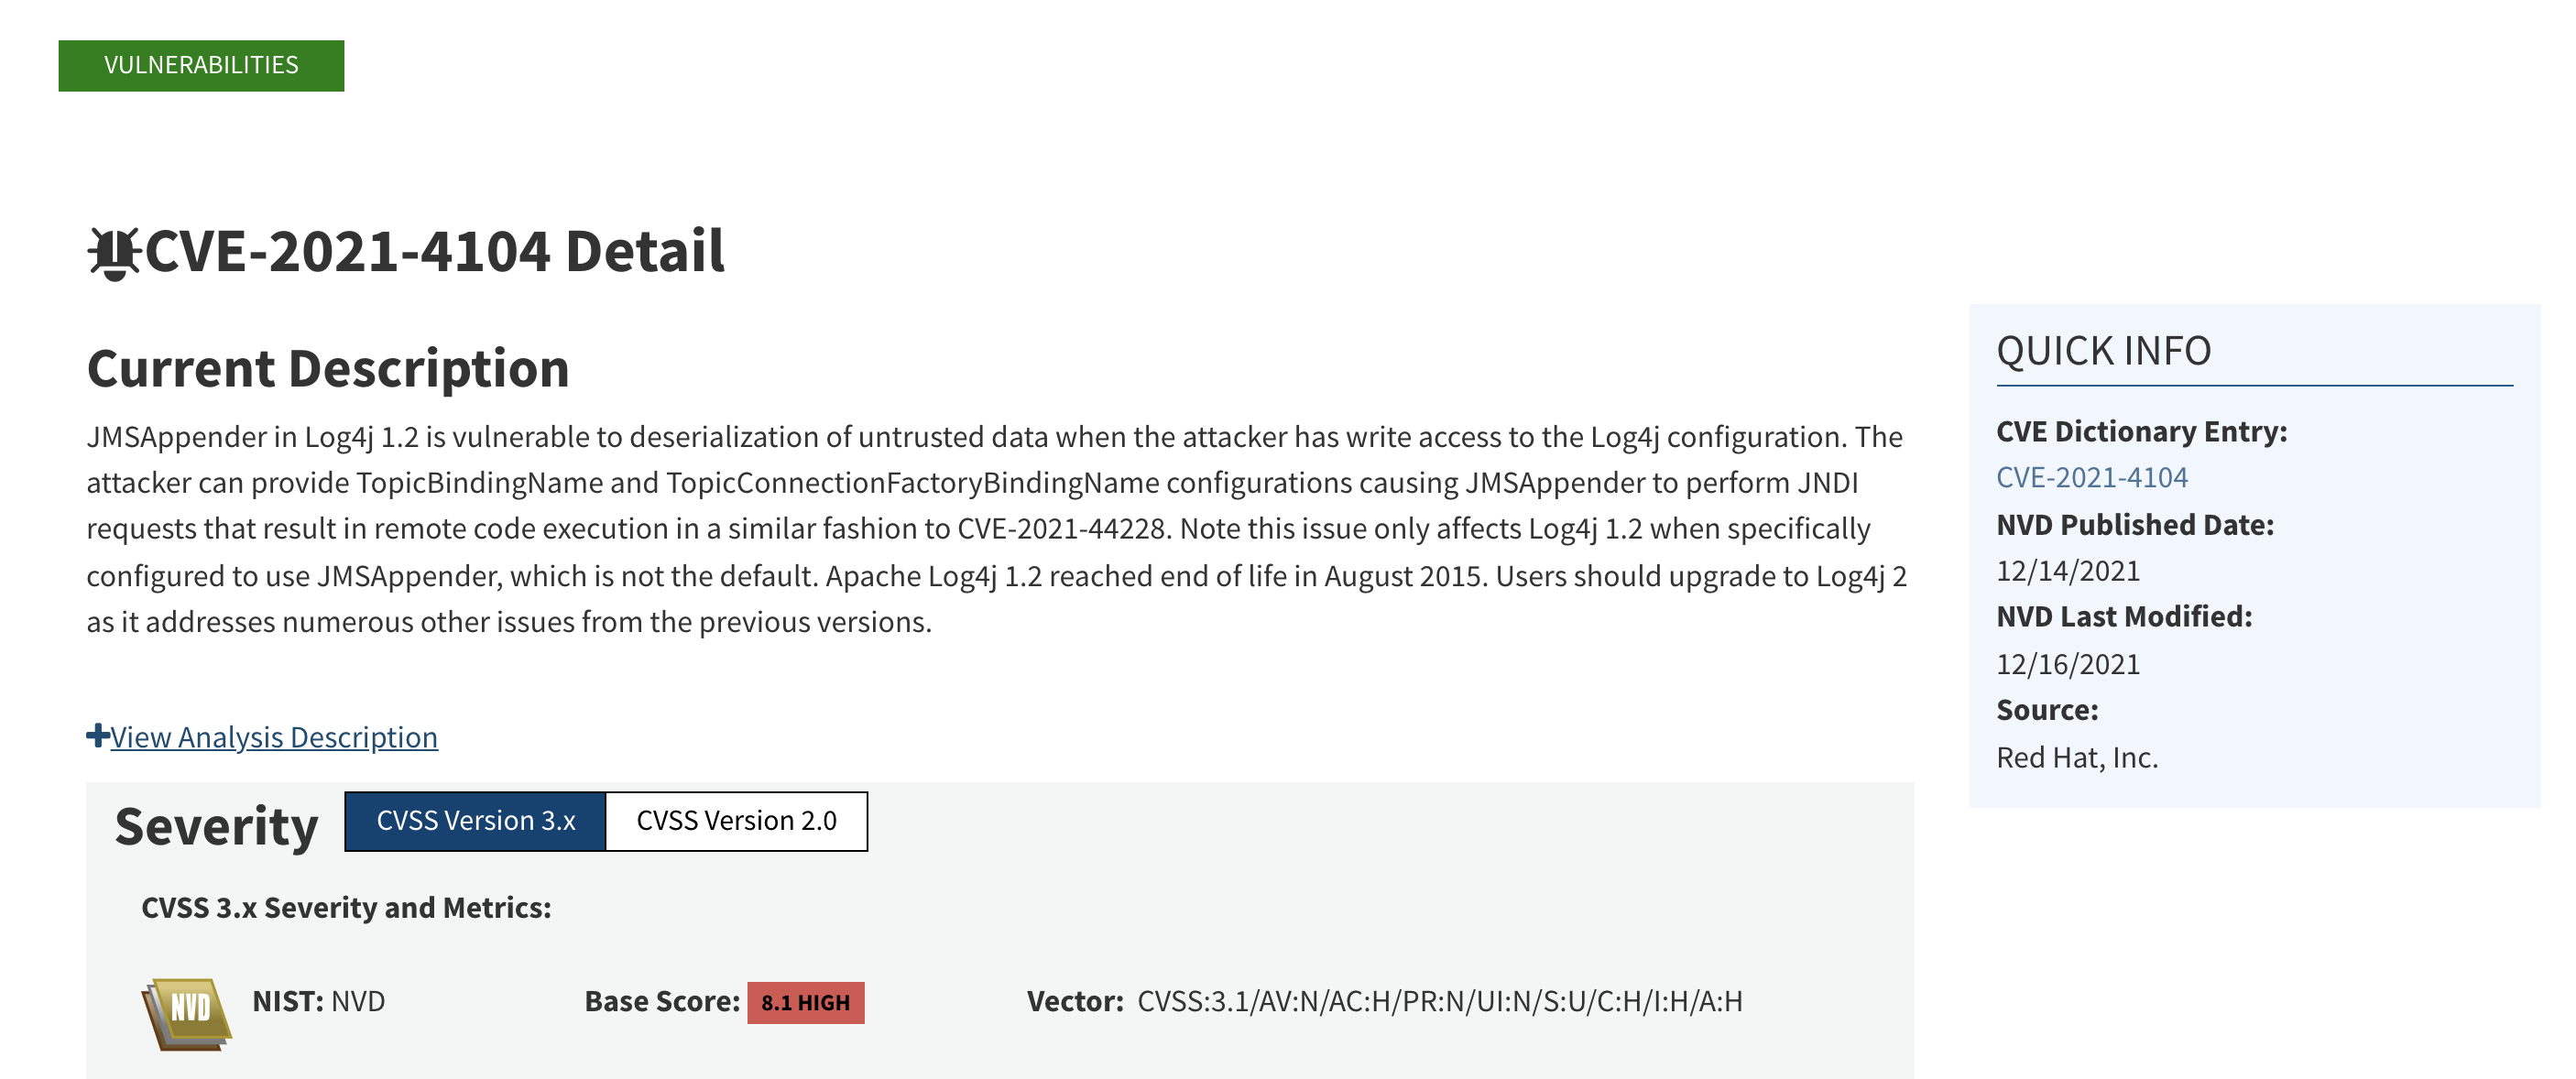 VULNERABILITIES
CVE-2021-4104 Detail
Current Description
JMSAppender in Log4j 1.2 is vulnerable to deserialization of untrusted data when the attacker has write access to the Log4j configuration. The
attacker can provide TopicBindingName and TopicConnectionFactoryBindingName configurations causing JMSAppender to perform JNDI
requests that result in remote code execution in a similar fashion to CVE-2021-44228. Note this issue only affects Log4j 1.2 when specifically
configured to use JMSAppender, which is not the default. Apache Log4j 1.2 reached end of life in August 2015. Users should upgrade to Log4j 2
as it addresses numerous other issues from the previous versions.
View Analysis Description
Severity CVSS Version 3.x CVSS Version 2.0
CVSS 3.x Severity and Metrics:
NVD NIST: NVD Base Score: 8.1 HIGH Vector: CVSS:3.1/AV:N/AC:H/PR:N/UI:N/S:U/C:H/I:H/A:H
QUICK INFO
CVE Dictionary Entry:
CVE-2021-4104
NVD Published Date:
12/14/2021
NVD Last Modified:
12/16/2021
Source:
Red Hat, Inc.